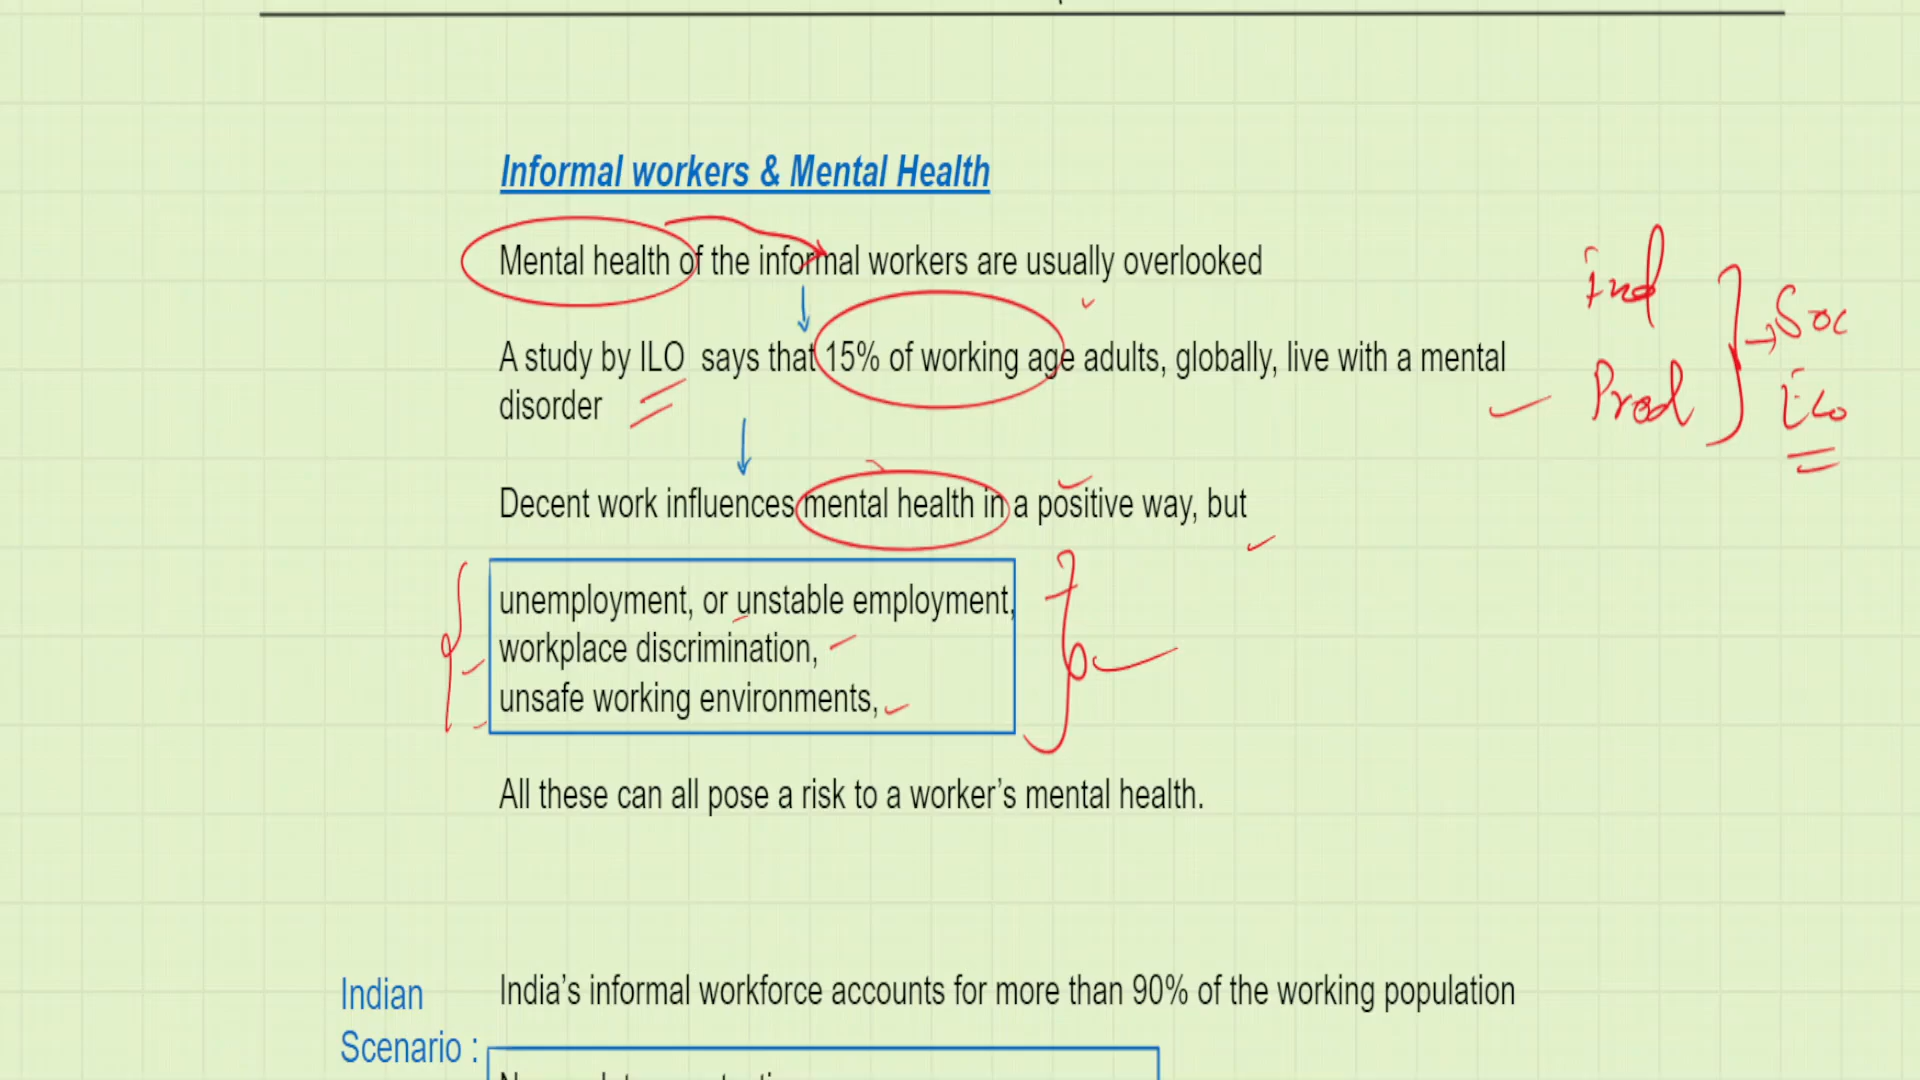 Informal workers & Mental Health
Mental health of the informal workers are usually overlooked
A study by ILO says that 15% of working age adults, globally, live with a mental
disorder
Decent work influences mental health in a positive way, but
unemployment, or unstable employment,
workplace discrimination,
unsafe working environments,
All these can all pose a risk to a worker's mental health.
Ind
Prod
Soc
Eco
Indian
Scenario :
India's informal workforce accounts for more than 90% of the working population